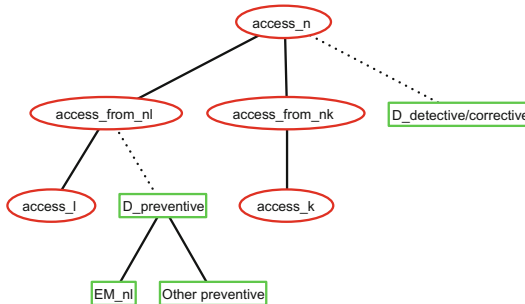 access_n
access_from_nl
access_from_nk
D_detective/corrective
access_l
D_preventive
access_k
EM_nl
Other preventive